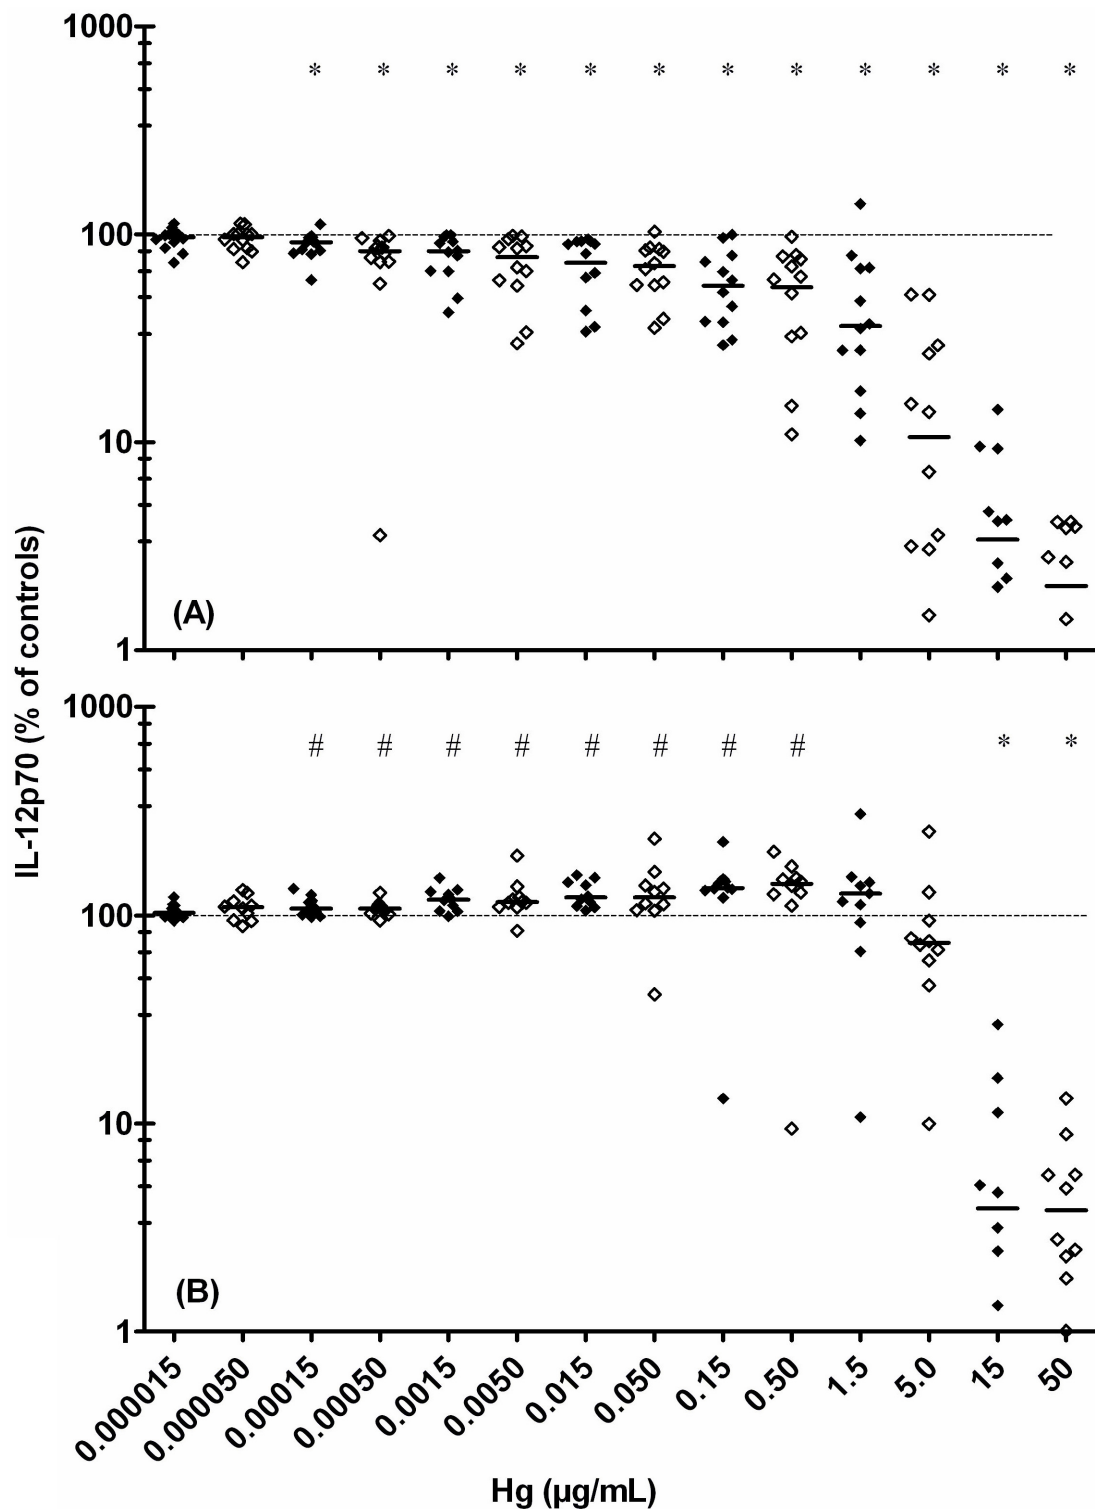 IL-12p70 (% of controls)
1000
* * * * * * * * * * * *
100
10
(A)
1
1000
# # # # # # # # * *
100
10
(B)
1
0.000015 0.000050 0.00015 0.00050 0.0015 0.0050 0.015 0.050 0.15 0.50 1.5 5.0 15 50
Hg (µg/mL)